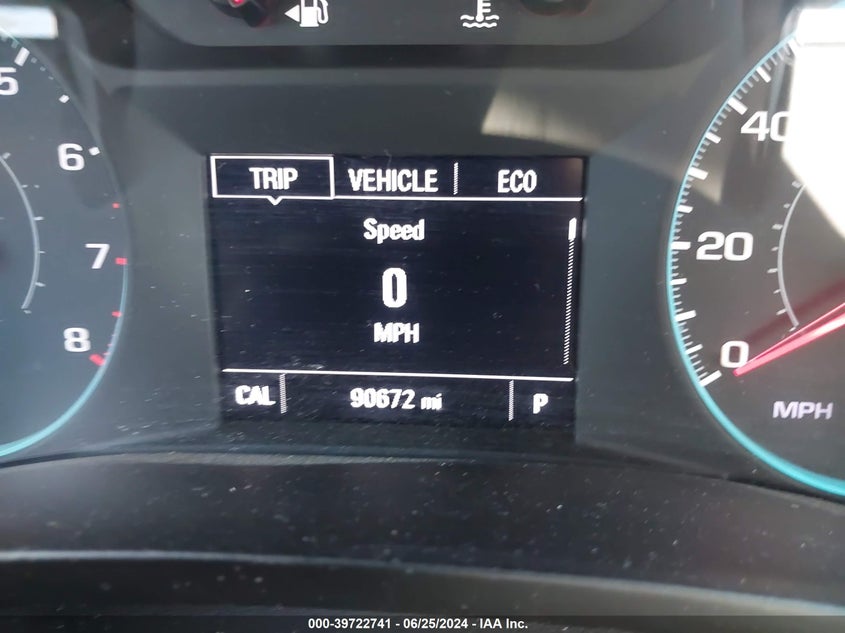 5
6
7
8
TRIP VEHICLE ECO
Speed
0
MPH
CAL 90672 mi P
40
20
0
MPH
000-39722741 - 06/25/2024 - IAA Inc.